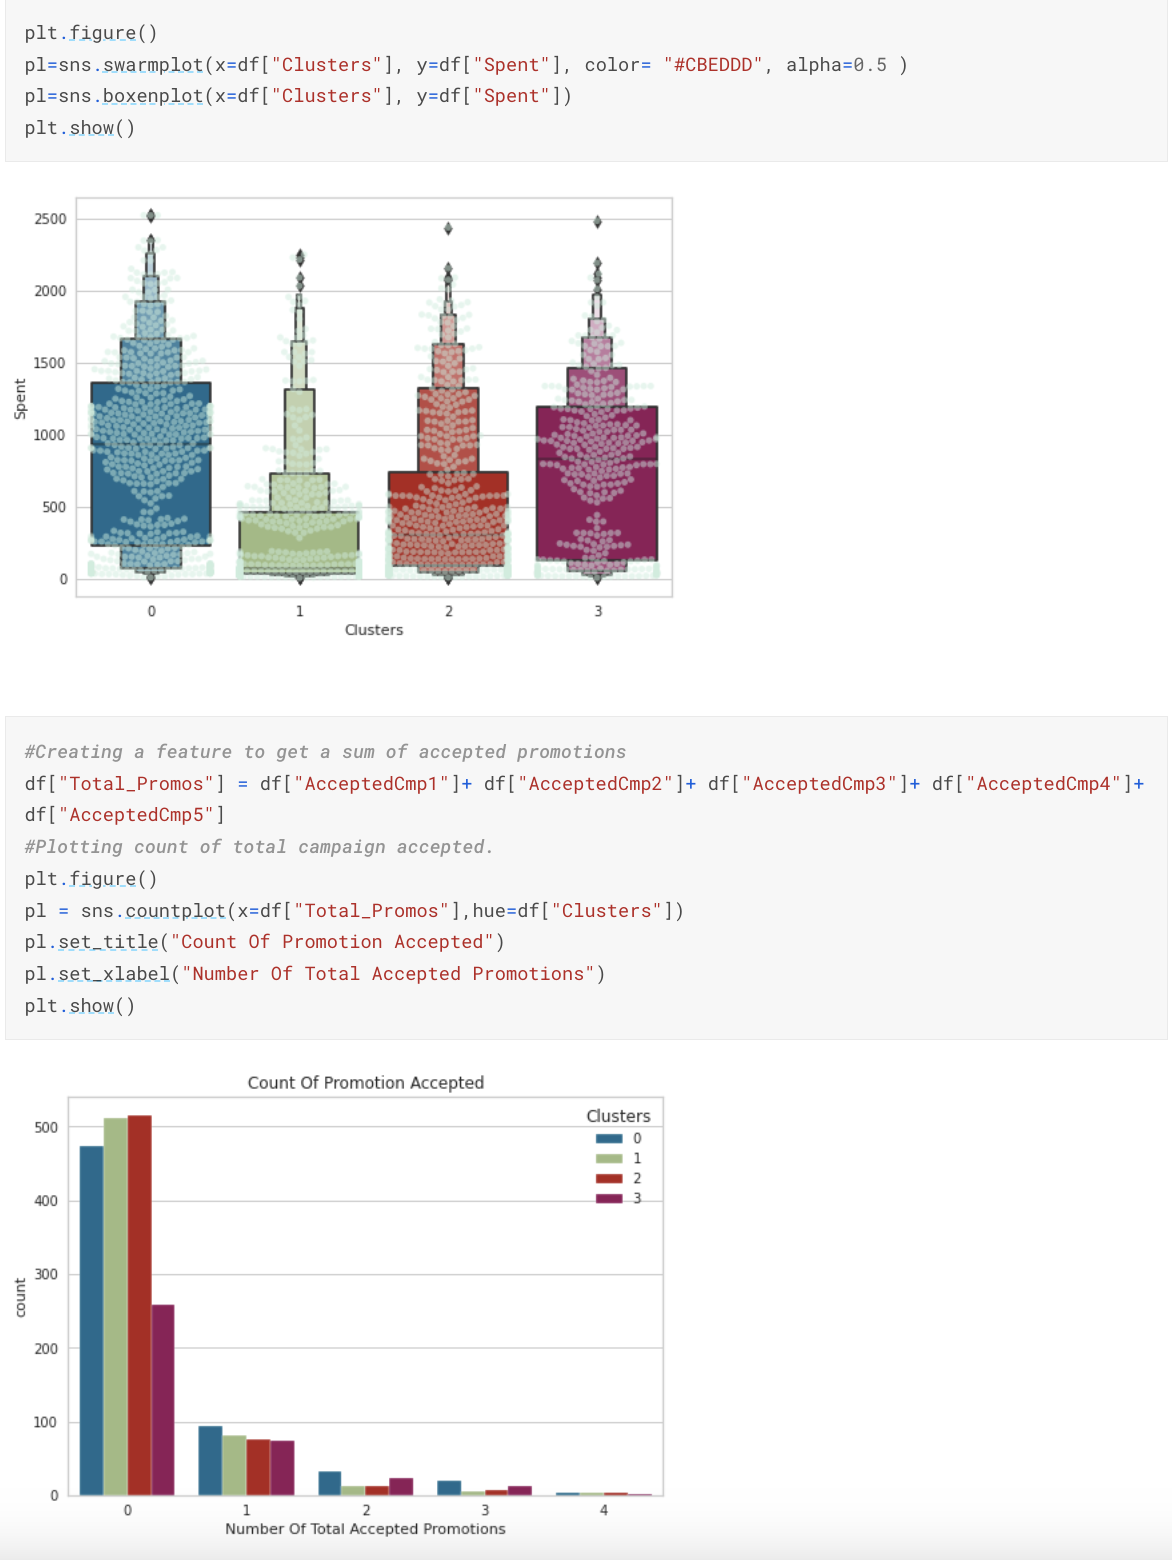 plt.figure()
pl=sns.swarmplot(x=df["Clusters"], y=df["Spent"], color= "#CBEDDD", alpha=0.5 )
pl=sns.boxenplot(x=df["Clusters"], y=df["Spent"])
plt.show()
2500
2000
1500
1000
500
0
Spent
0 1 2 3
Clusters
#Creating a feature to get a sum of accepted promotions
df["Total_Promos"] = df["AcceptedCmp1"]+ df["AcceptedCmp2"]+ df["AcceptedCmp3"]+ df["AcceptedCmp4"]+
df["AcceptedCmp5"]
#Plotting count of total campaign accepted.
plt.figure()
pl = sns.countplot(x=df["Total_Promos"],hue=df["Clusters"])
pl.set_title("Count Of Promotion Accepted")
pl.set_xlabel("Number Of Total Accepted Promotions")
plt.show()
Count Of Promotion Accepted
500
400
300
200
100
0
count
Clusters
0
1
2
3
0 1 2 3 4
Number Of Total Accepted Promotions